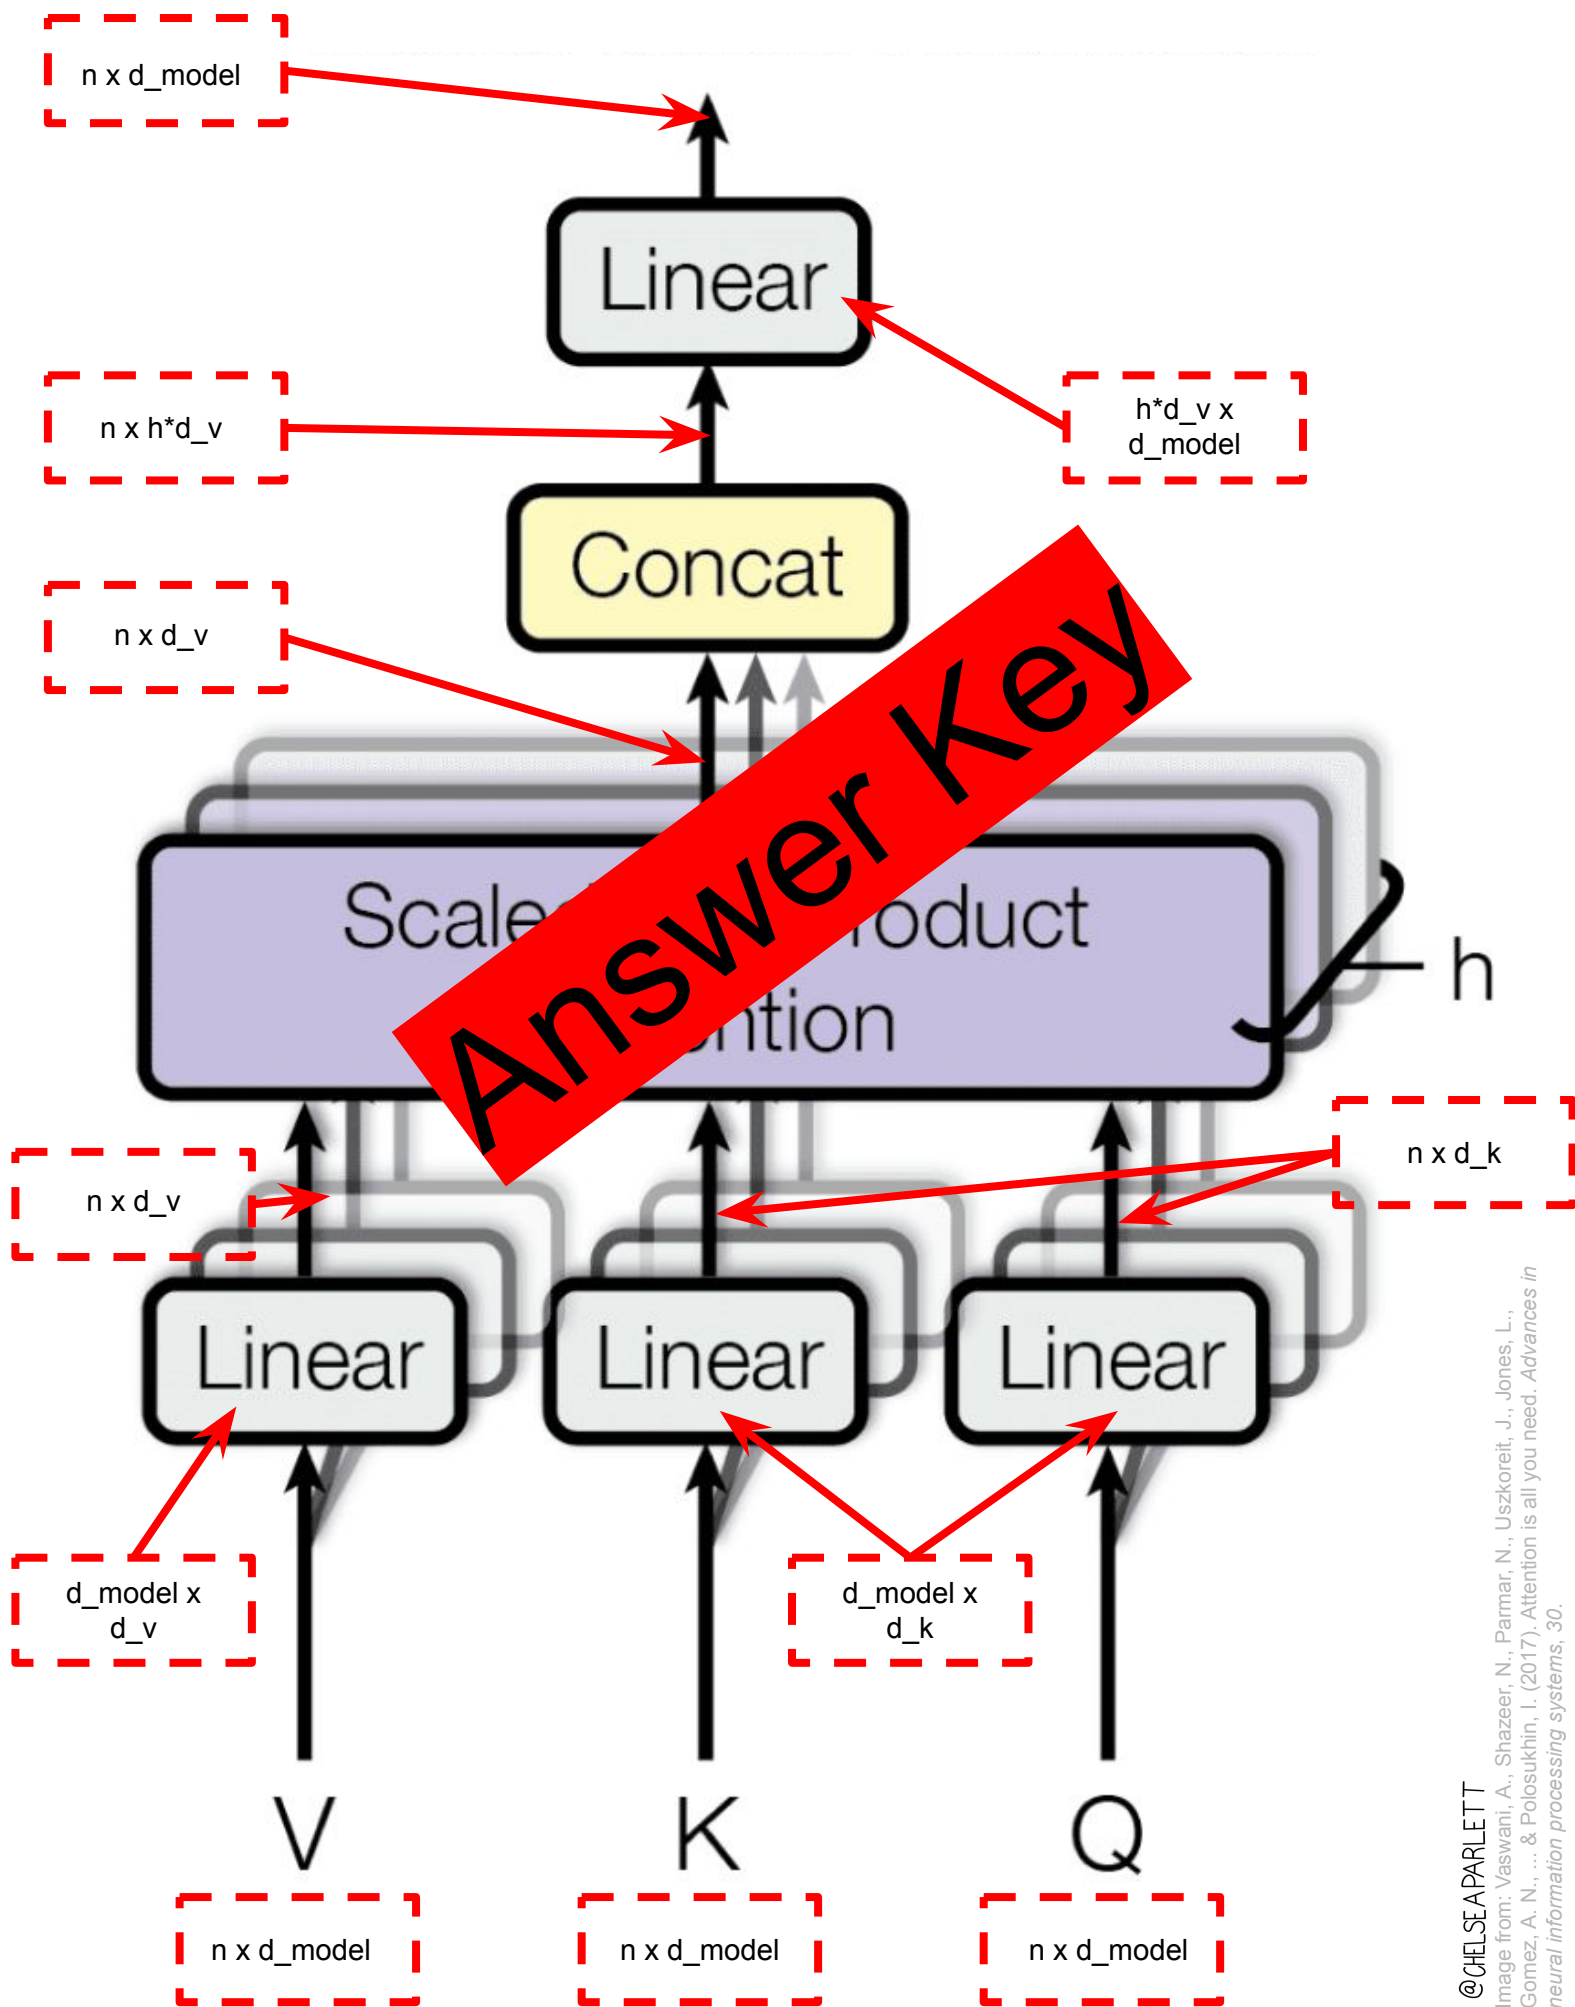 n x d_model
Linear
n x h*d_v
h*d_v x
d_model
Concat
n x d_v
Answer Key
h
n x d_v
n x d_k
Linear
Linear
Linear
d_model x
d_v
d_model x
d_k
V
K
Q
n x d_model
n x d_model
n x d_model
@CHELSEAPARLETT
Image from: Vaswani, A., Shazeer, N., Parmar, N., Uszkoreit, J., Jones, L.,
Gomez, A. N., ... & Polosukhin, I. (2017). Attention is all you need. Advances in
neural information processing systems, 30.